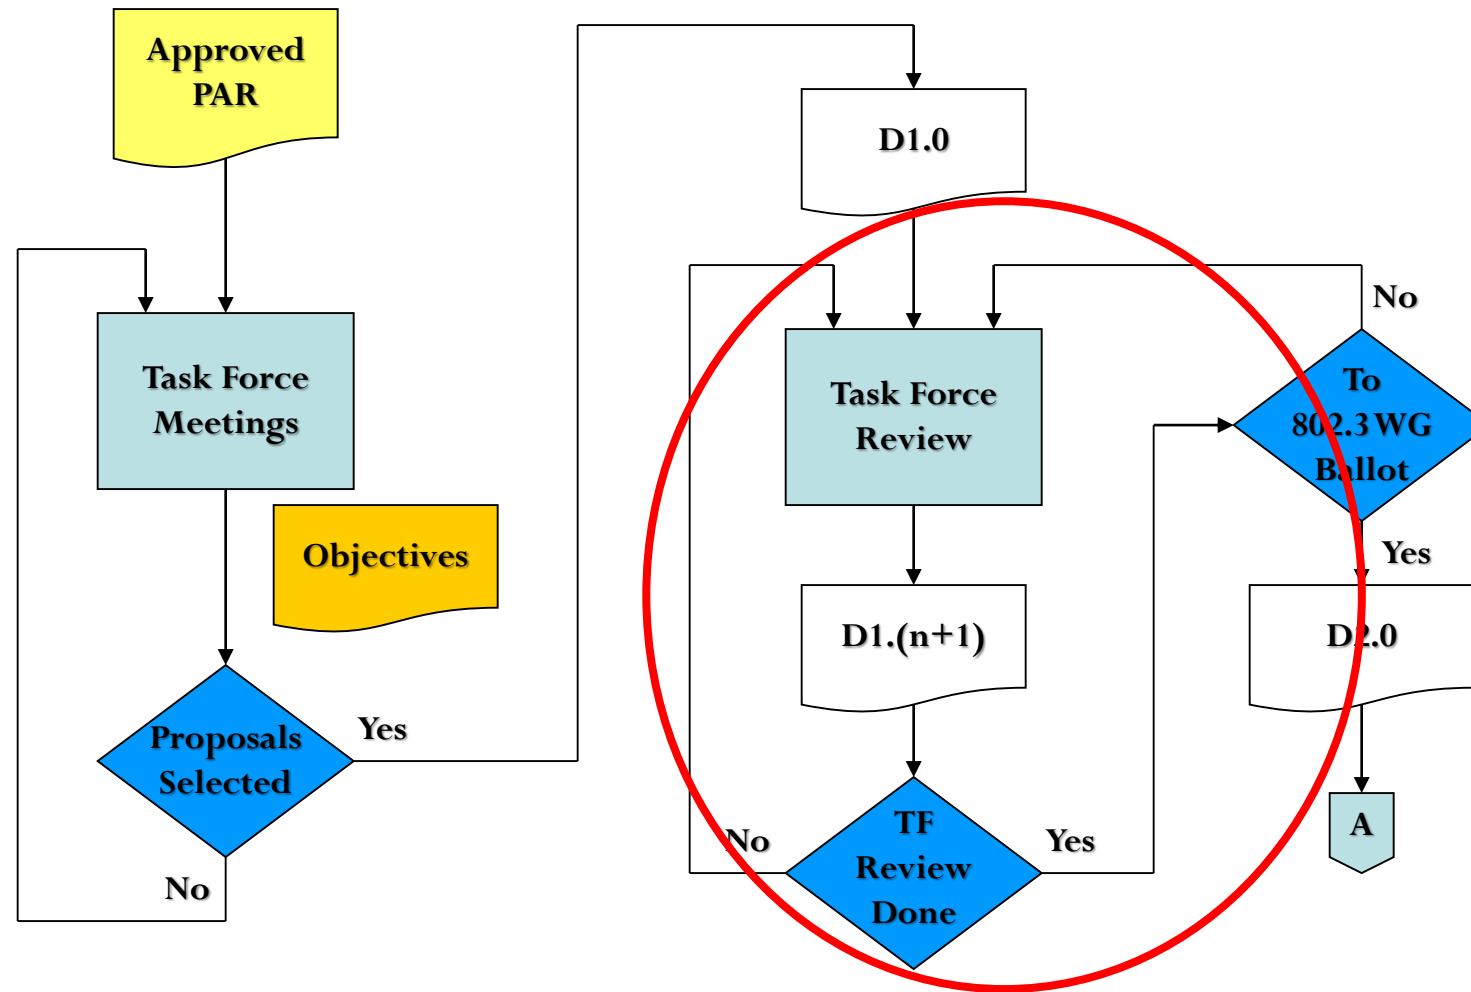 Approved
PAR
Task Force
Meetings
Objectives
Proposals
Selected
Yes
No
D1.0
Task Force
Review
D1.(n+1)
TF
Review
Done
No
Yes
To
802.3 WG
Ballot
No
Yes
D2.0
A